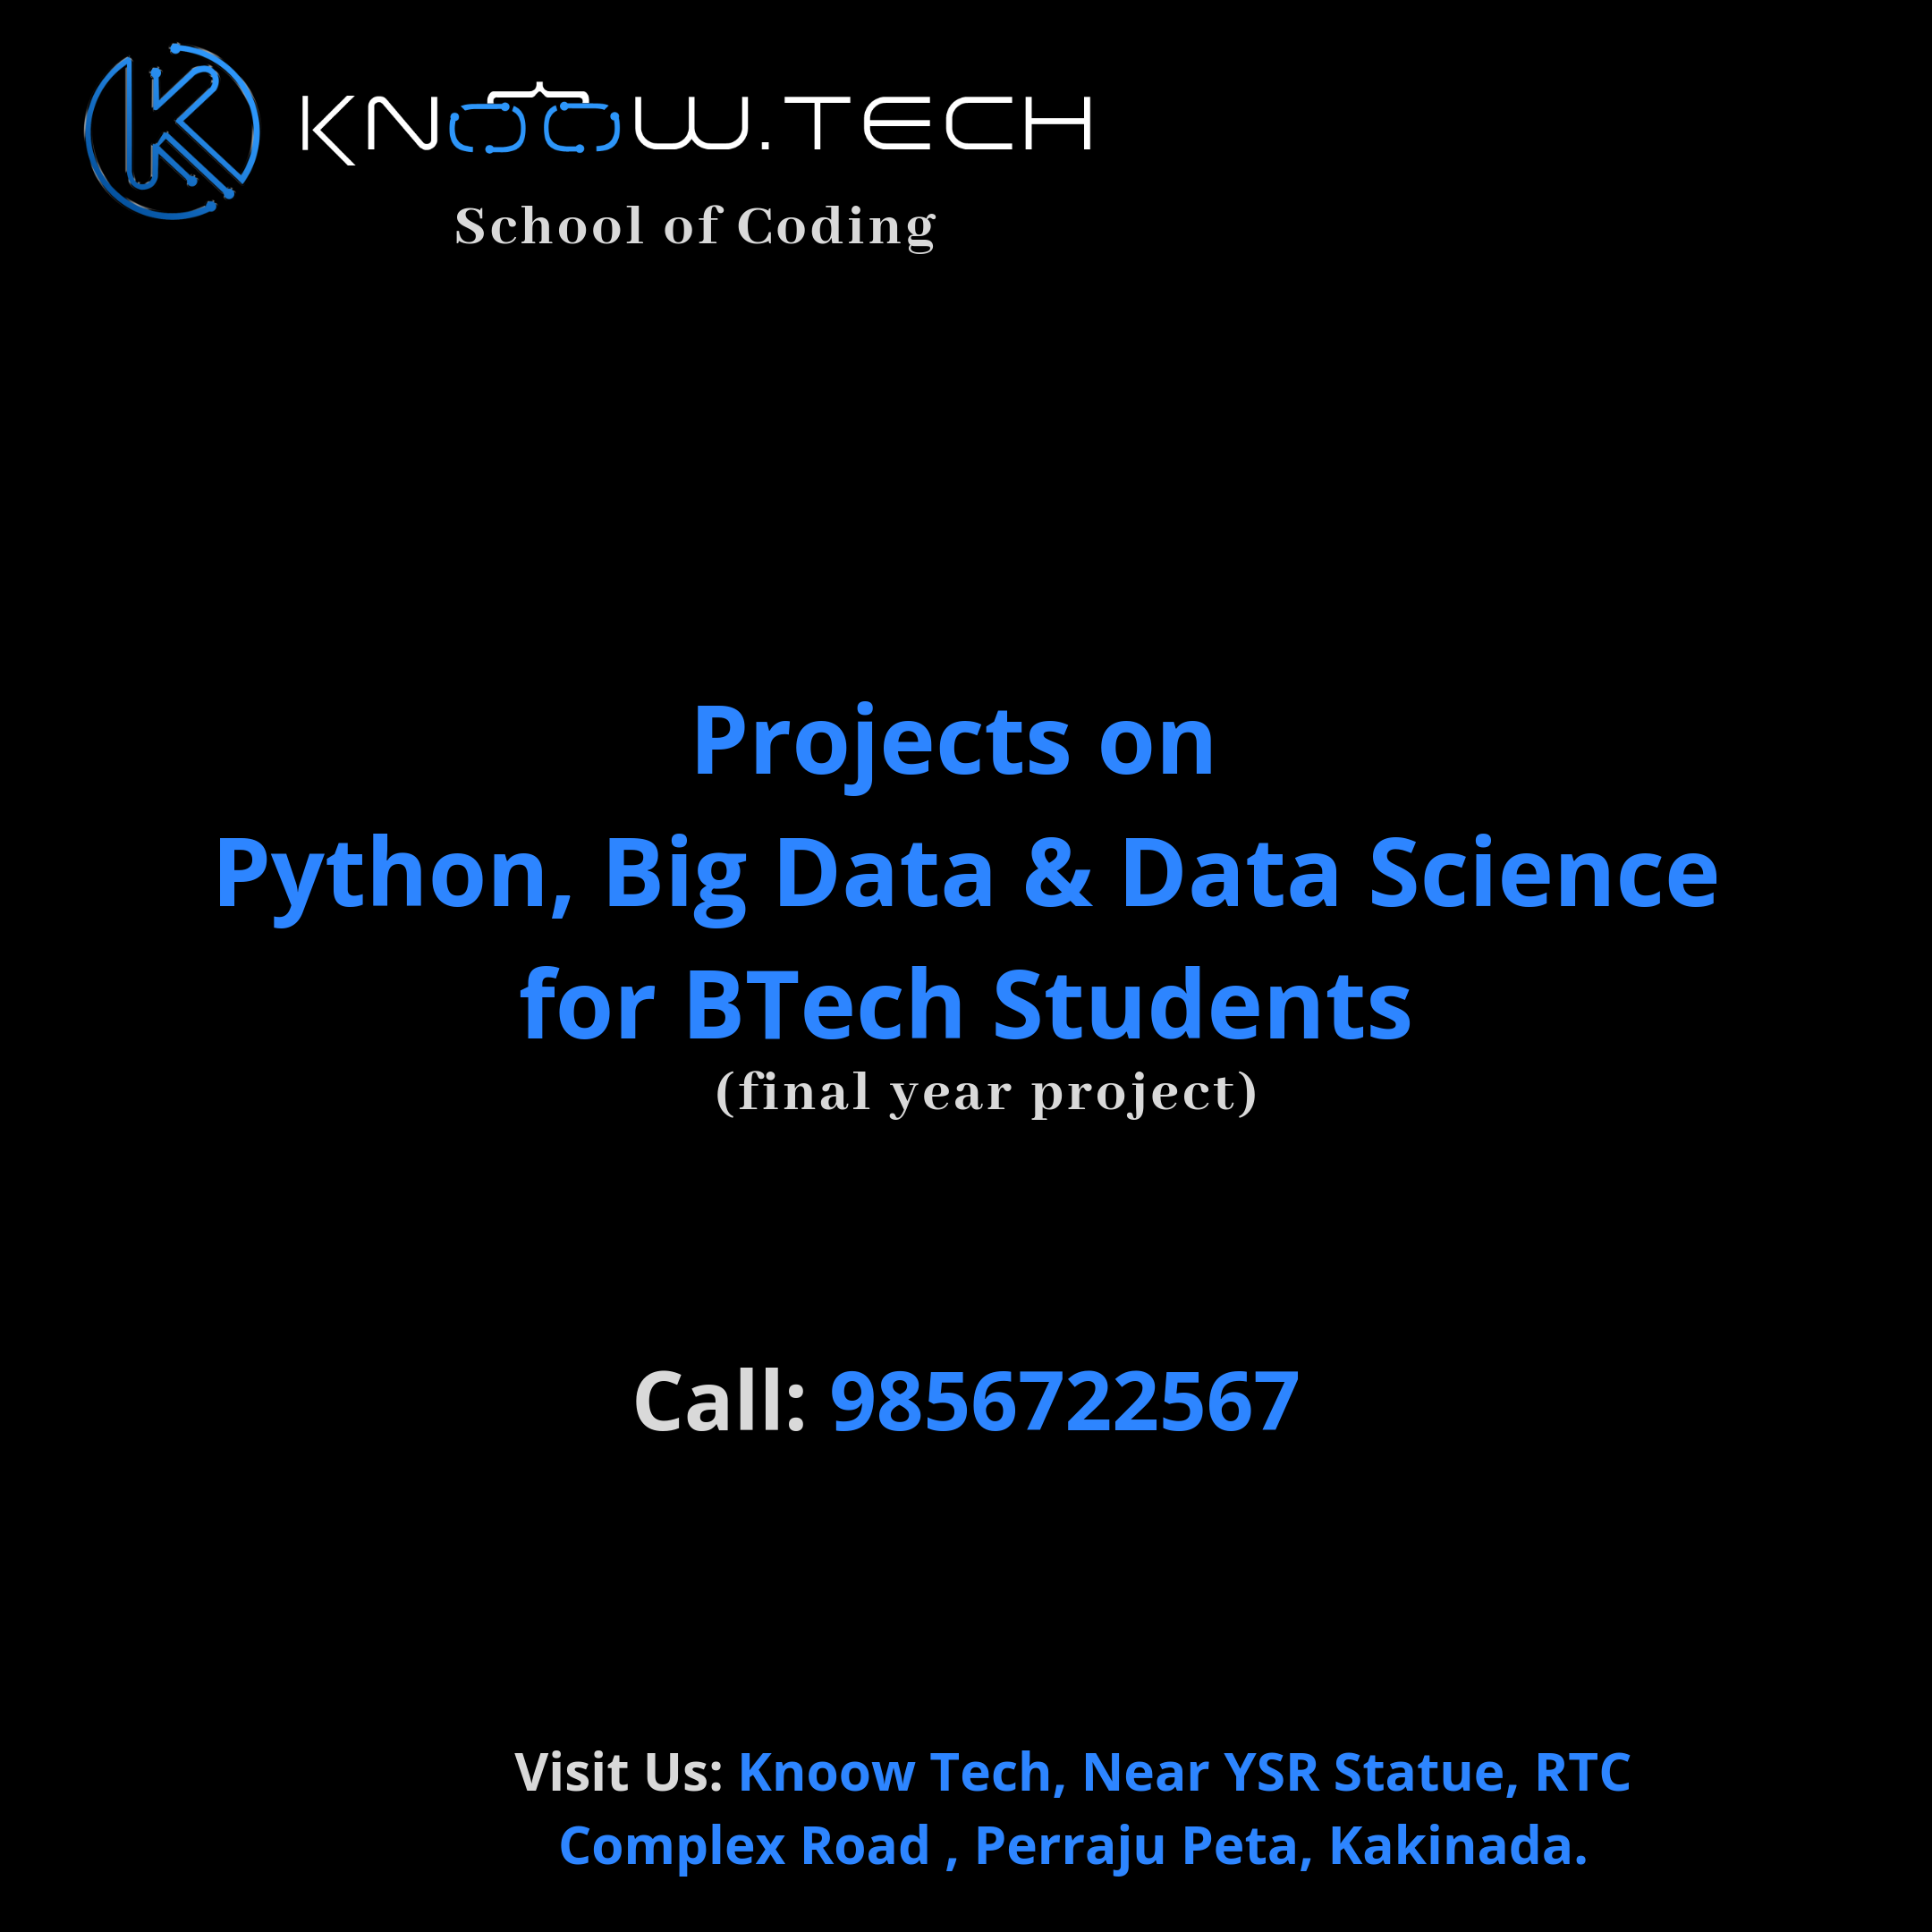 KNOOW.TECH
School of Coding
Projects on
Python, Big Data & Data Science
for BTech Students
(final year project)
Call: 9856722567
Visit Us: Knoow Tech, Near YSR Statue, RTC
Complex Road , Perraju Peta, Kakinada.